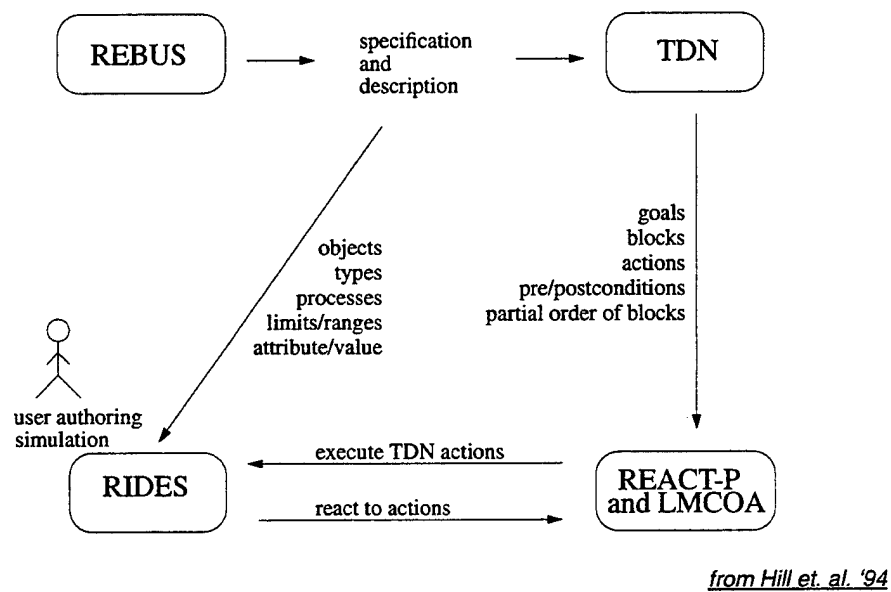 REBUS
specification
and
description
TDN
objects
types
processes
limits/ranges
attribute/value
goals
blocks
actions
pre/postconditions
partial order of blocks
user authoring
simulation
RIDES
execute TDN actions
react to actions
REACT-P
and LMCOA
from Hill et. al. '94